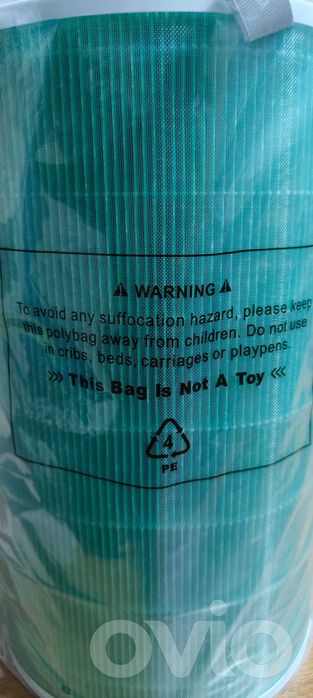 ⚠ WARNING ⚠
To avoid any suffocation hazard, please keep
this polybag away from children. Do not use
in cribs, beds, carriages or playpens.
>>> This Bag Is Not A Toy <<<
4
PE
ovio